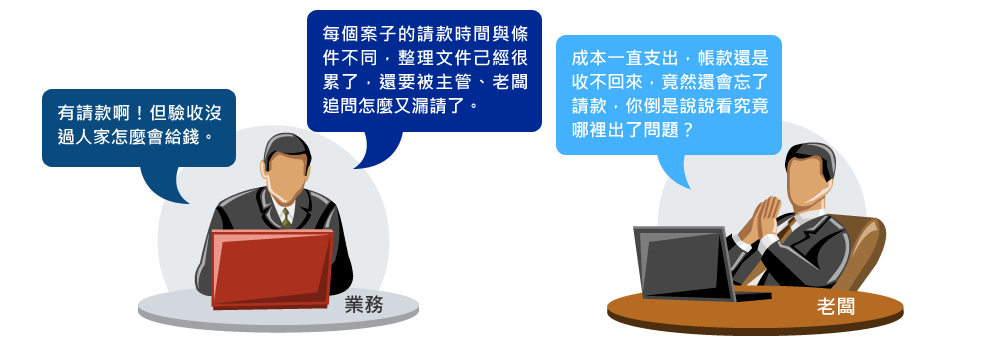 有請款啊！但驗收沒
過人家怎麼會給錢。
每個案子的請款時間與條
件不同，整理文件己經很
累了，還要被主管、老闆
追問怎麼又漏請了。
成本一直支出，帳款還是
收不回來，竟然還會忘了
請款，你倒是說說看究竟
哪裡出了問題？
業務
老闆